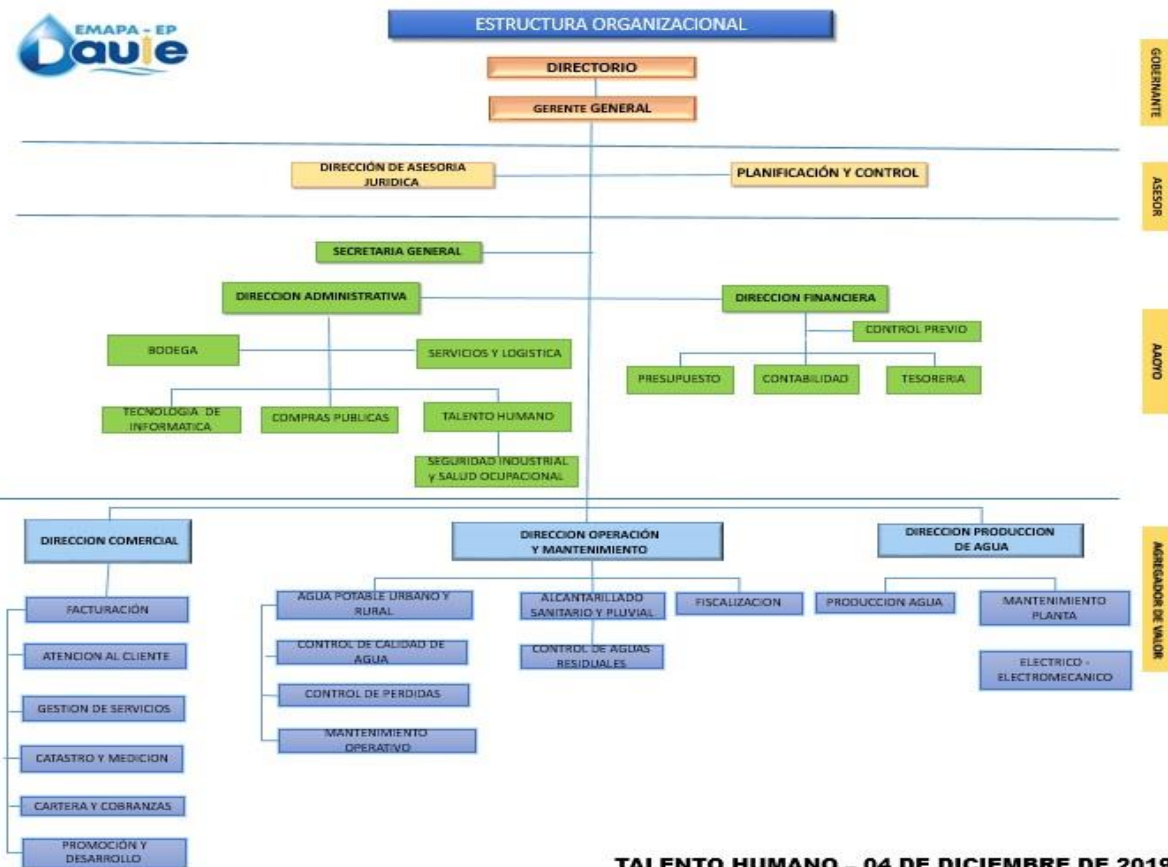 EMAPA - EP
Daule
ESTRUCTURA ORGANIZACIONAL
DIRECTORIO
GERENTE GENERAL
GOBERNANTE
DIRECCIÓN DE ASESORIA
JURIDICA
PLANIFICACIÓN Y CONTROL
ASESOR
SECRETARIA GENERAL
DIRECCION ADMINISTRATIVA
DIRECCION FINANCIERA
CONTROL PREVIO
BODEGA
SERVICIOS Y LOGISTICA
PRESUPUESTO
CONTABILIDAD
TESORERIA
AAOYO
TECNOLOGIA DE
INFORMATICA
COMPRAS PUBLICAS
TALENTO HUMANO
SEGURIDAD INDUSTRIAL
y SALUD OCUPACIONAL
DIRECCION COMERCIAL
DIRECCION OPERACIÓN
Y MANTENIMIENTO
DIRECCION PRODUCCION
DE AGUA
AGREGADOR DE VALOR
FACTURACIÓN
ATENCION AL CLIENTE
GESTION DE SERVICIOS
CATASTRO Y MEDICION
CARTERA Y COBRANZAS
PROMOCIÓN Y
DESARROLLO
AGUA POTABLE URBANO Y
RURAL
CONTROL DE CALIDAD DE
AGUA
CONTROL DE PERDIDAS
MANTENIMIENTO
OPERATIVO
ALCANTARILLADO
SANITARIO Y PLUVIAL
CONTROL DE AGUAS
RESIDUALES
FISCALIZACION
PRODUCCION AGUA
MANTENIMIENTO
PLANTA
ELECTRICO -
ELECTROMECANICO
TALENTO HUMANO – 04 DE DICIEMBRE DE 2019